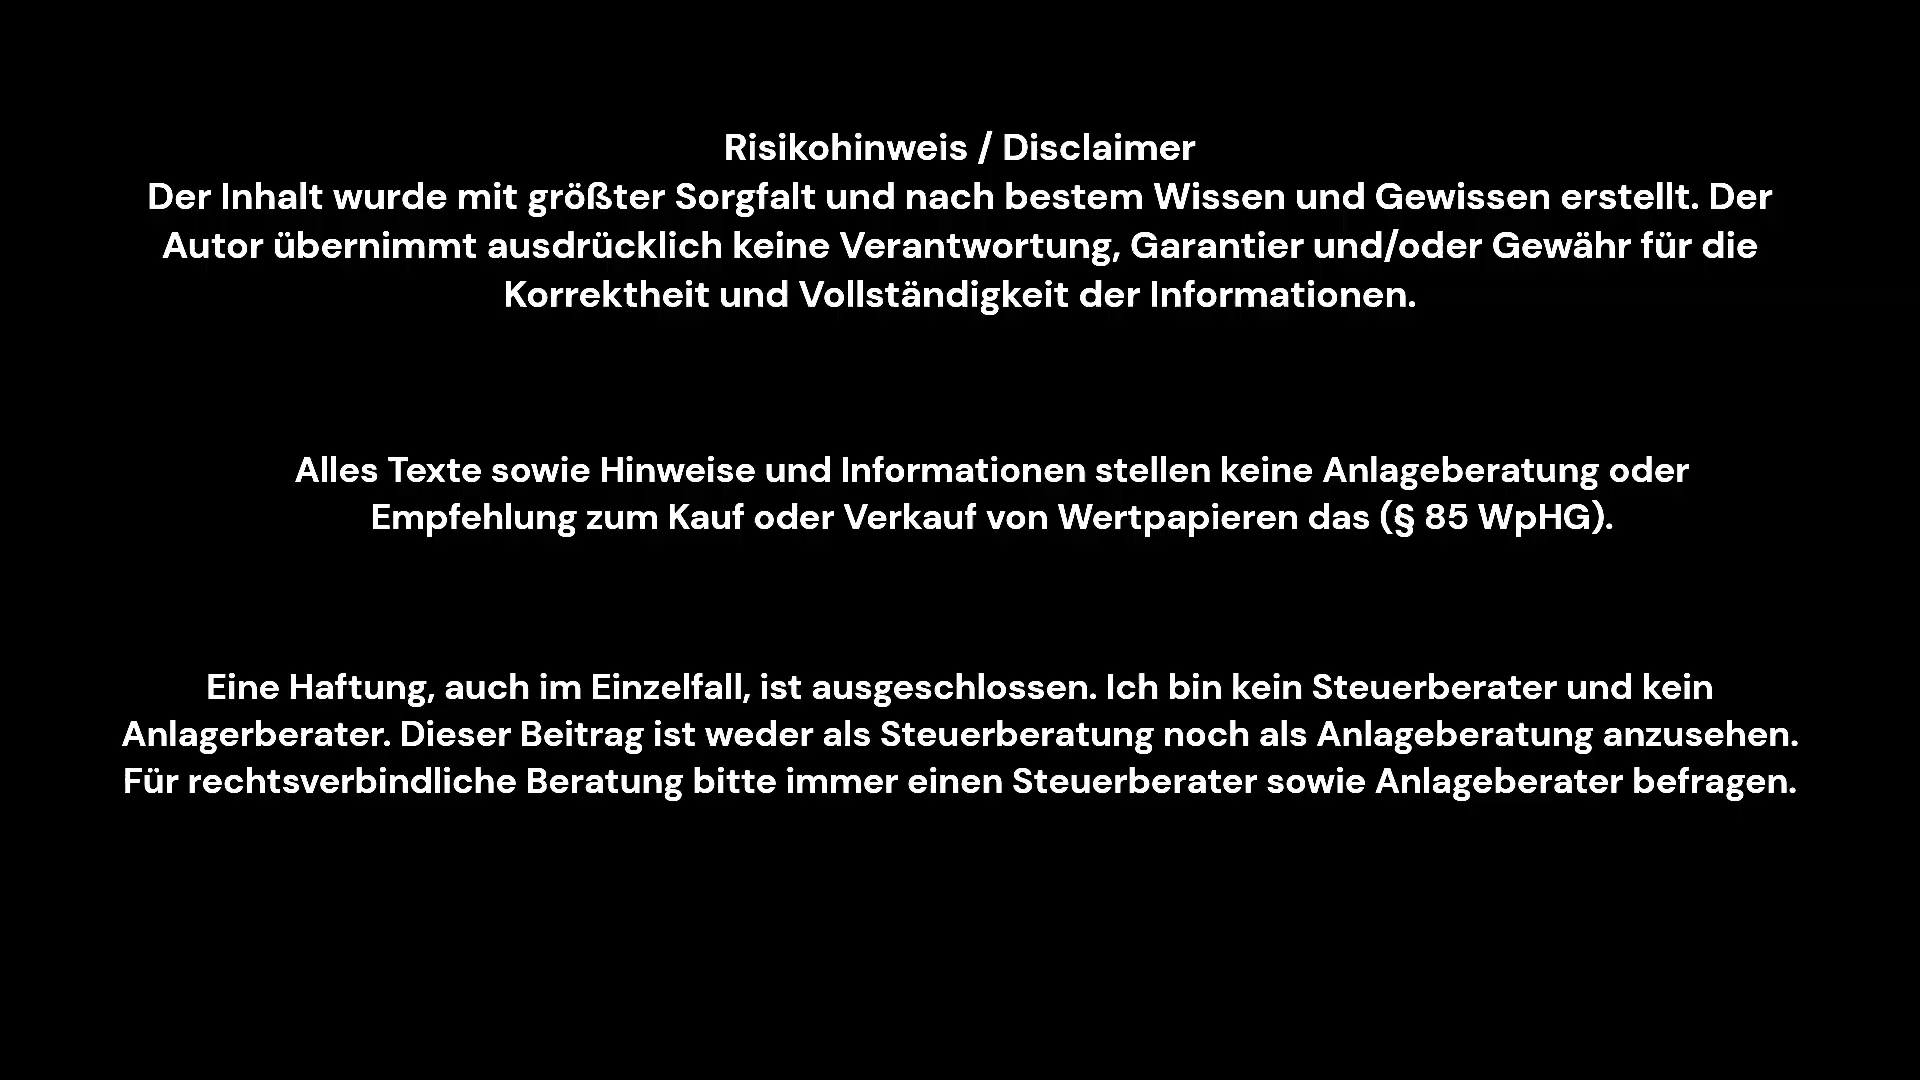 Risikohinweis / Disclaimer
Der Inhalt wurde mit größter Sorgfalt und nach bestem Wissen und Gewissen erstellt. Der
Autor übernimmt ausdrücklich keine Verantwortung, Garantier und/oder Gewähr für die
Korrektheit und Vollständigkeit der Informationen.
Alles Texte sowie Hinweise und Informationen stellen keine Anlageberatung oder
Empfehlung zum Kauf oder Verkauf von Wertpapieren das (§ 85 WpHG).
Eine Haftung, auch im Einzelfall, ist ausgeschlossen. Ich bin kein Steuerberater und kein
Anlagerberater. Dieser Beitrag ist weder als Steuerberatung noch als Anlageberatung anzusehen.
Für rechtsverbindliche Beratung bitte immer einen Steuerberater sowie Anlageberater befragen.